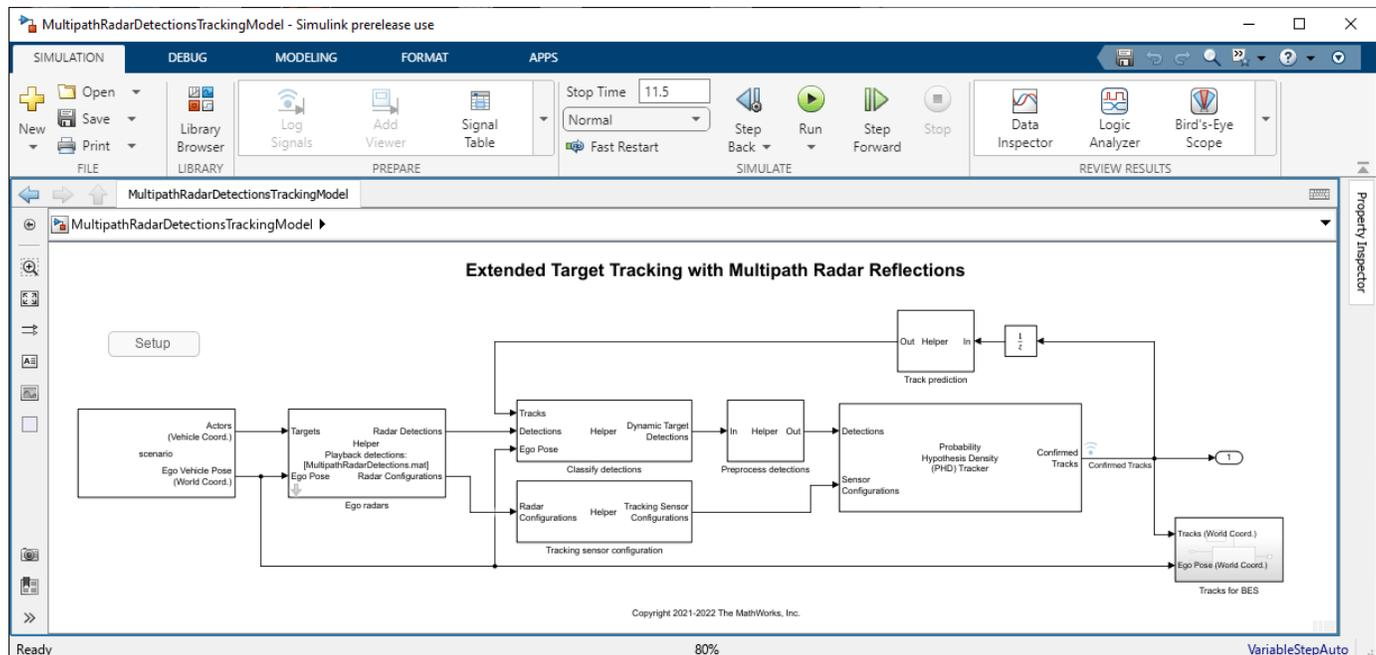 MultipathRadarDetectionsTrackingModel - Simulink prerelease use
SIMULATION DEBUG MODELING FORMAT APPS
New
Open
Save
Print
FILE
Library
Browser
LIBRARY
Log
Signals
Add
Viewer
Signal
Table
PREPARE
Stop Time 11.5
Normal
Fast Restart
Step
Back
Run
Step
Forward
Stop
SIMULATE
Data
Inspector
Logic
Analyzer
Bird's-Eye
Scope
REVIEW RESULTS
MultipathRadarDetectionsTrackingModel
MultipathRadarDetectionsTrackingModel
Property Inspector
Extended Target Tracking with Multipath Radar Reflections
Setup
Out Helper In
Track prediction
1
z
Actors
(Vehicle Coord.)
scenario
Ego Vehicle Pose
(World Coord.)
Targets Radar Detections
Helper
Playback detections:
[MultipathRadarDetections.mat]
Ego Pose Radar Configurations
Ego radars
Tracks
Detections
Ego Pose
Helper
Dynamic Target
Detections
Classify detections
Radar
Configurations
Helper
Tracking Sensor
Configurations
Tracking sensor configuration
In Helper Out
Preprocess detections
Detections
Sensor
Configurations
Probability
Hypothesis Density
(PHD) Tracker
Confirmed
Tracks
Confirmed Tracks
1
Tracks (World Coord.)
Ego Pose (World Coord.)
Tracks for BES
Copyright 2021-2022 The MathWorks, Inc.
Ready 80% VariableStepAuto